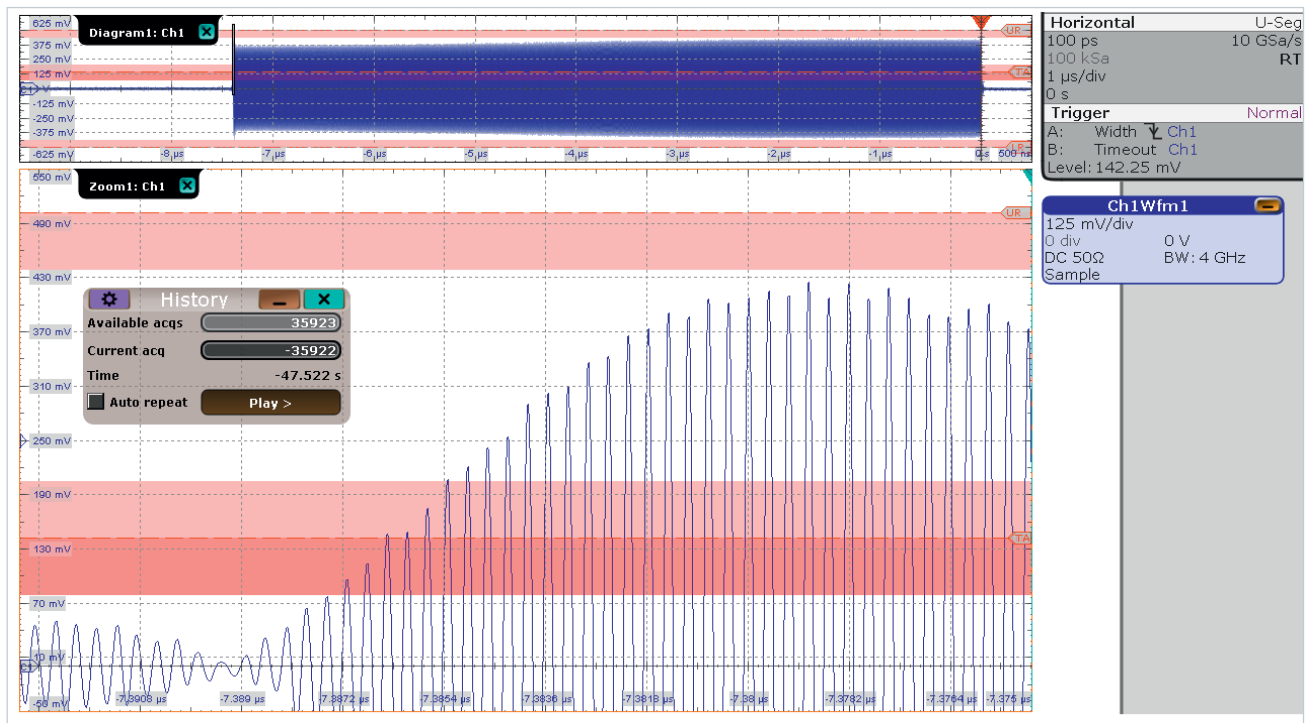 625 mV
Diagram1: Ch1
UR
375 mV
250 mV
125 mV
TA
C1
-125 mV
-250 mV
-375 mV
-625 mV
-8 µs
-7 µs
-6 µs
-5 µs
-4 µs
-3 µs
-2 µs
-1 µs
0 s
500 ns
LR
Horizontal U-Seg
100 ps 10 GSa/s
100 kSa RT
1 µs/div
0 s
Trigger Normal
A: Width Ch1
B: Timeout Ch1
Level: 142.25 mV
Ch1Wfm1
125 mV/div
0 div 0 V
DC 50Ω BW: 4 GHz
Sample
550 mV
Zoom1: Ch1
UR
490 mV
430 mV
370 mV
310 mV
250 mV
190 mV
130 mV
TA
70 mV
10 mV
C1
-50 mV
History
Available acqs 35923
Current acq -35922
Time -47.522 s
Auto repeat Play >
-7.3908 µs
-7.389 µs
-7.3872 µs
-7.3854 µs
-7.3836 µs
-7.3818 µs
-7.38 µs
-7.3782 µs
-7.3764 µs
-7.375 µs